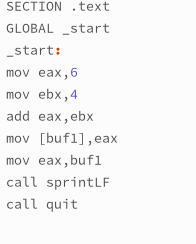 SECTION .text
GLOBAL _start
_start:
mov eax,6
mov ebx,4
add eax,ebx
mov [buf1],eax
mov eax,buf1
call sprintLF
call quit